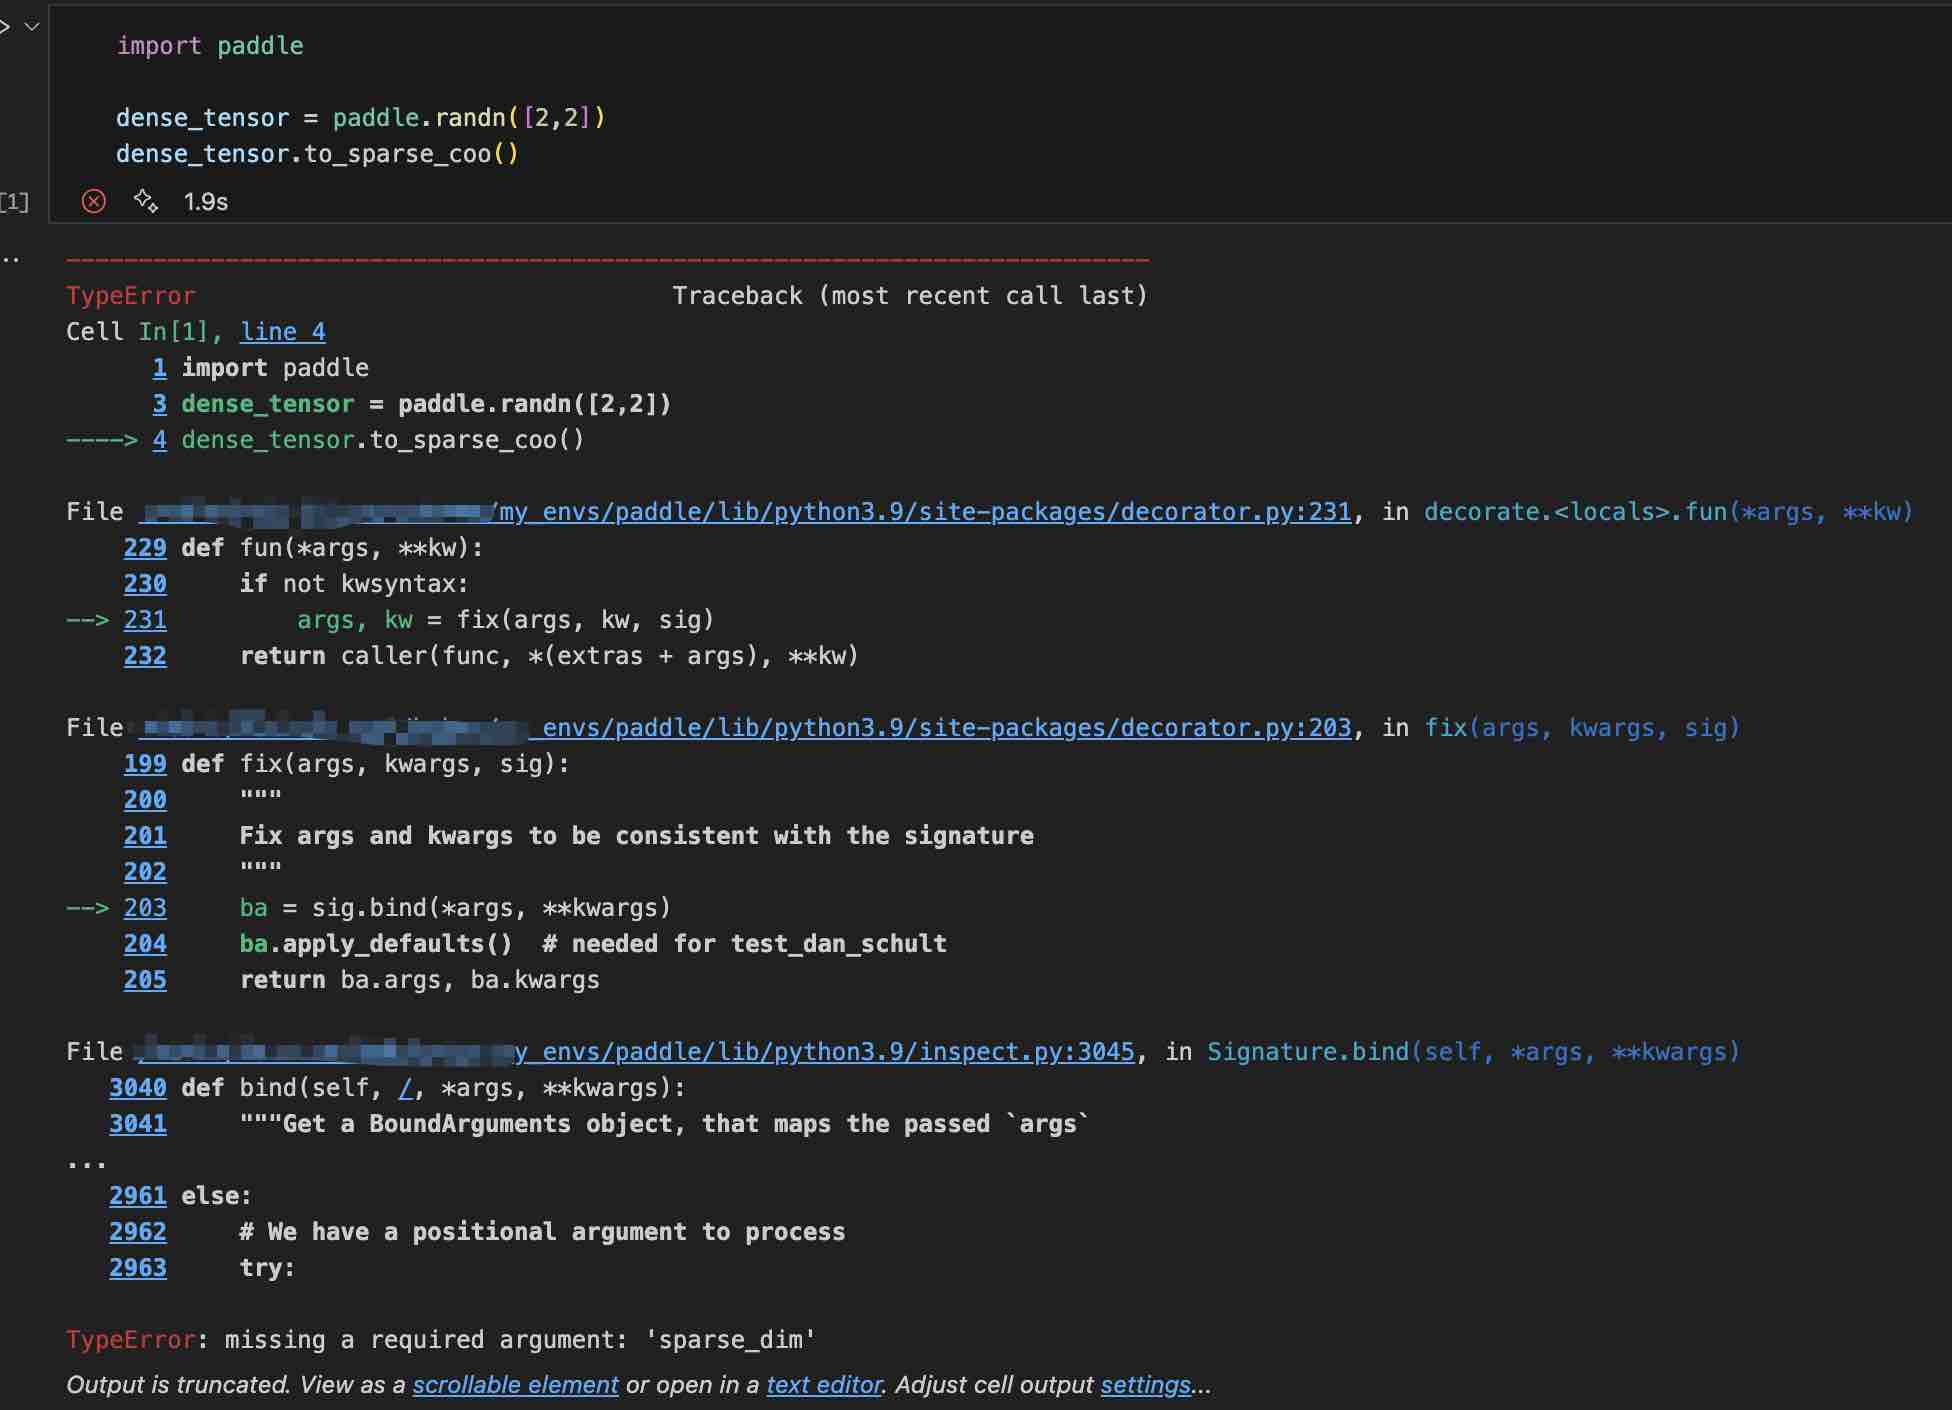 import paddle
dense_tensor = paddle.randn([2,2])
dense_tensor.to_sparse_coo()
[1]
1.9s
---------------------------------------------------------------------------
TypeError                                 Traceback (most recent call last)
Cell In[1], line 4
      1 import paddle
      3 dense_tensor = paddle.randn([2,2])
----> 4 dense_tensor.to_sparse_coo()
File /my_envs/paddle/lib/python3.9/site-packages/decorator.py:231, in decorate.<locals>.fun(*args, **kw)
    229 def fun(*args, **kw):
    230     if not kwsyntax:
--> 231         args, kw = fix(args, kw, sig)
    232     return caller(func, *(extras + args), **kw)
File _envs/paddle/lib/python3.9/site-packages/decorator.py:203, in fix(args, kwargs, sig)
    199 def fix(args, kwargs, sig):
    200     """
    201     Fix args and kwargs to be consistent with the signature
    202     """
--> 203     ba = sig.bind(*args, **kwargs)
    204     ba.apply_defaults()  # needed for test_dan_schult
    205     return ba.args, ba.kwargs
File y_envs/paddle/lib/python3.9/inspect.py:3045, in Signature.bind(self, *args, **kwargs)
   3040 def bind(self, /, *args, **kwargs):
   3041     """Get a BoundArguments object, that maps the passed `args`
...
   2961 else:
   2962     # We have a positional argument to process
   2963     try:
TypeError: missing a required argument: 'sparse_dim'
Output is truncated. View as a scrollable element or open in a text editor. Adjust cell output settings...